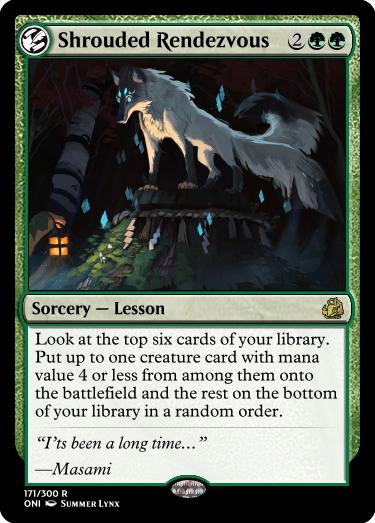 Shrouded Rendezvous 2
Sorcery — Lesson
Look at the top six cards of your library.
Put up to one creature card with mana
value 4 or less from among them onto
the battlefield and the rest on the bottom
of your library in a random order.
“I'ts been a long time…”
—Masami
171/300 R
ONI Summer Lynx